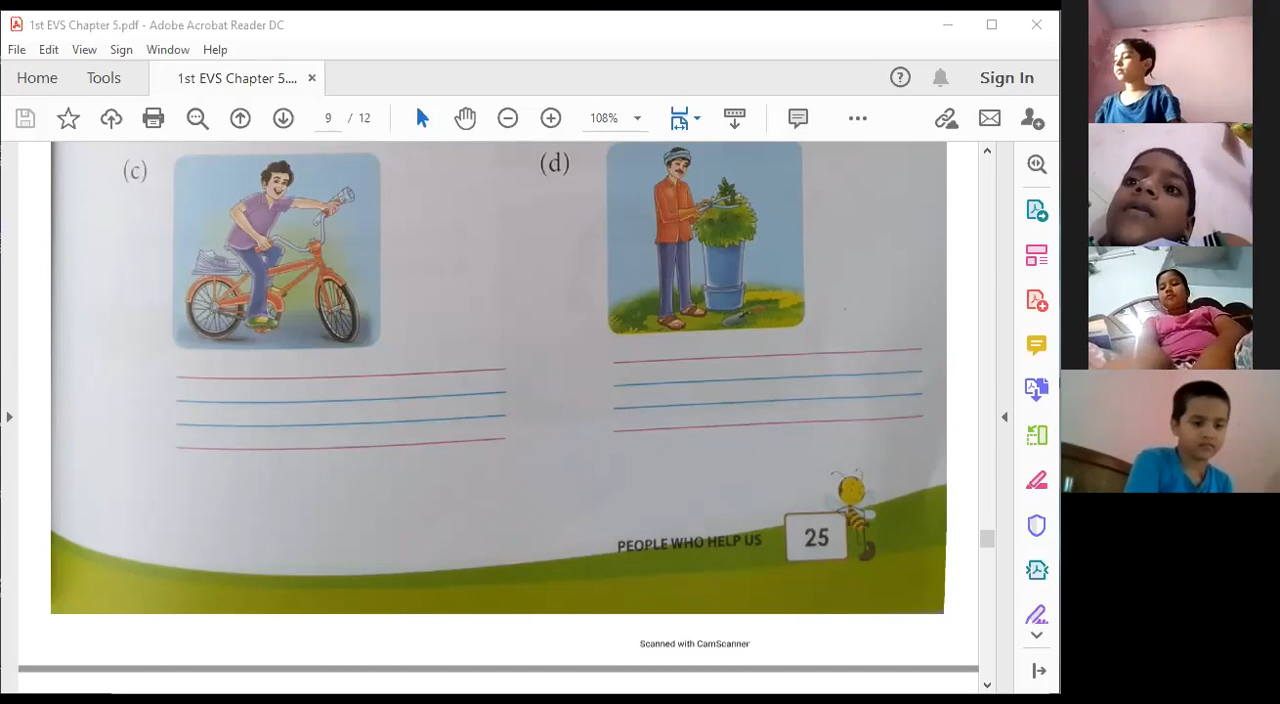 1st EVS Chapter 5.pdf - Adobe Acrobat Reader DC
File Edit View Sign Window Help
Home Tools 1st EVS Chapter 5.... × Sign In
9 / 12 108%
(c) (d)
PEOPLE WHO HELP US 25
Scanned with CamScanner